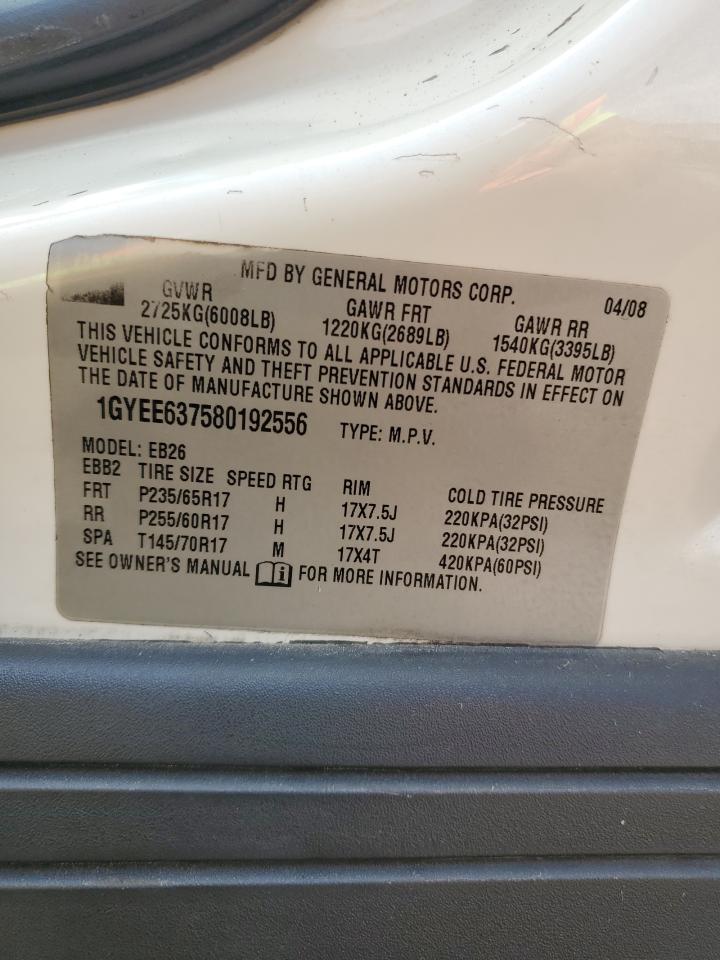 MFD BY GENERAL MOTORS CORP. 04/08
GVWR GAWR FRT GAWR RR
2725KG(6008LB) 1220KG(2689LB) 1540KG(3395LB)
THIS VEHICLE CONFORMS TO ALL APPLICABLE U.S. FEDERAL MOTOR
VEHICLE SAFETY AND THEFT PREVENTION STANDARDS IN EFFECT ON
THE DATE OF MANUFACTURE SHOWN ABOVE.
1GYEE637580192556 TYPE: M.P.V.
MODEL: EB26
EBB2 TIRE SIZE SPEED RTG RIM COLD TIRE PRESSURE
FRT P235/65R17 H 17X7.5J 220KPA(32PSI)
RR P255/60R17 H 17X7.5J 220KPA(32PSI)
SPA T145/70R17 M 17X4T 420KPA(60PSI)
SEE OWNER'S MANUAL i FOR MORE INFORMATION.